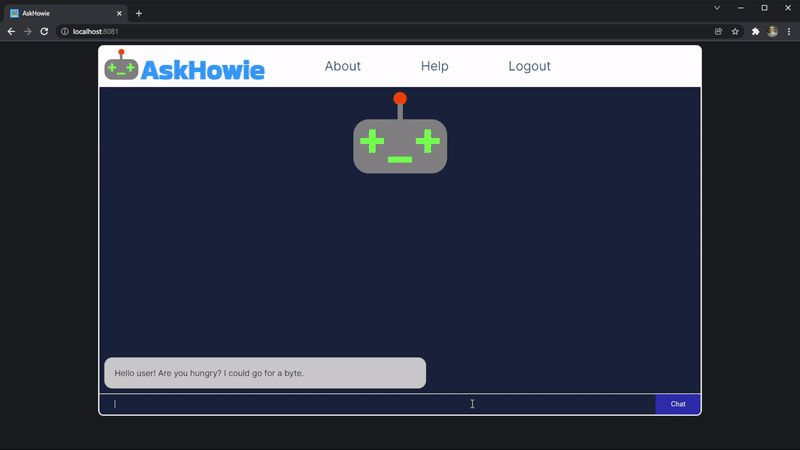 AskHowie
localhost:8081
AskHowie
About
Help
Logout
Hello user! Are you hungry? I could go for a byte.
Chat